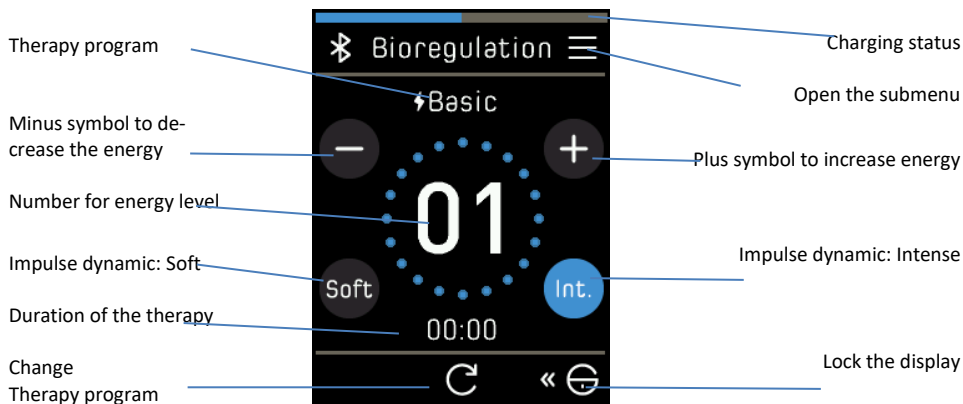 Therapy program
Minus symbol to de-
crease the energy
Number for energy level
Impulse dynamic: Soft
Duration of the therapy
Change
Therapy program
Bioregulation
Basic
01
Soft
Int.
00:00
«
Charging status
Open the submenu
Plus symbol to increase energy
Impulse dynamic: Intense
Lock the display